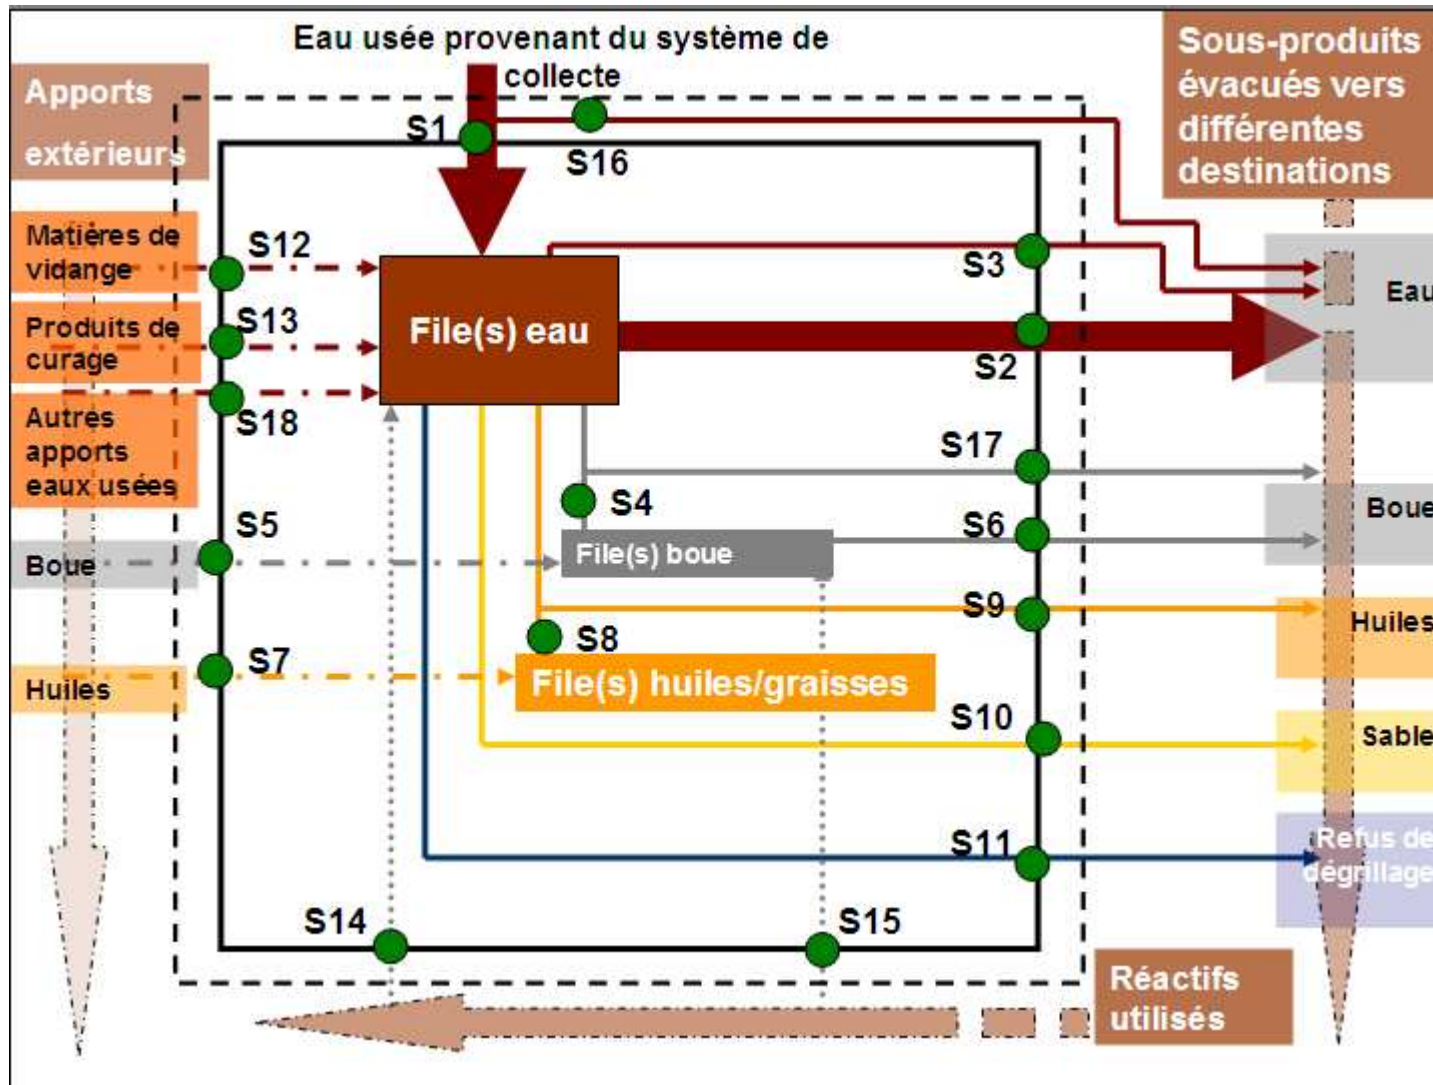 Eau usée provenant du système de
collecte
Apports
extérieurs
Sous-produits
évacués vers
différentes
destinations
S1
S16
Matières de
vidange
S12
S3
Eau
Produits de
curage
S13
File(s) eau
S2
Autres
apports
eaux usées
S18
S17
S4
S5
S6
Boue
Boue
File(s) boue
S9
Huiles
S8
S7
File(s) huiles/graisses
Huiles
S10
Sable
S11
Refus de
dégrillage
S14
S15
Réactifs
utilisés